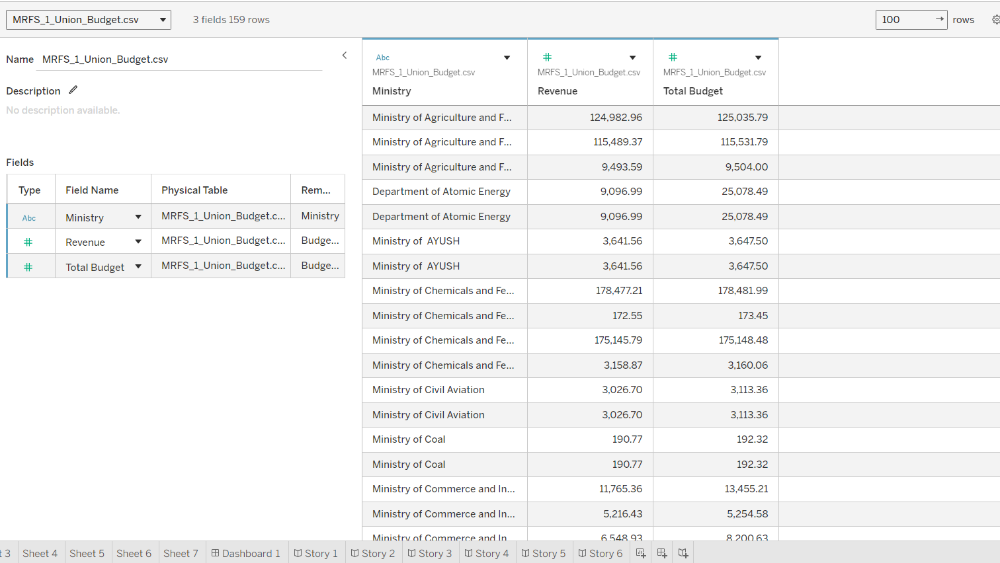 MRFS_1_Union_Budget.csv
3 fields 159 rows
100
rows
Name MRFS_1_Union_Budget.csv
Description
No description available.
Fields
Type Field Name Physical Table Rem...
Abc Ministry MRFS_1_Union_Budget.c... Ministry
# Revenue MRFS_1_Union_Budget.c... Budge...
# Total Budget MRFS_1_Union_Budget.c... Budge...
Abc # #
MRFS_1_Union_Budget.csv MRFS_1_Union_Budget.csv MRFS_1_Union_Budget.csv
Ministry Revenue Total Budget
Ministry of Agriculture and F... 124,982.96 125,035.79
Ministry of Agriculture and F... 115,489.37 115,531.79
Ministry of Agriculture and F... 9,493.59 9,504.00
Department of Atomic Energy 9,096.99 25,078.49
Department of Atomic Energy 9,096.99 25,078.49
Ministry of  AYUSH 3,641.56 3,647.50
Ministry of  AYUSH 3,641.56 3,647.50
Ministry of Chemicals and Fe... 178,477.21 178,481.99
Ministry of Chemicals and Fe... 172.55 173.45
Ministry of Chemicals and Fe... 175,145.79 175,148.48
Ministry of Chemicals and Fe... 3,158.87 3,160.06
Ministry of Civil Aviation 3,026.70 3,113.36
Ministry of Civil Aviation 3,026.70 3,113.36
Ministry of Coal 190.77 192.32
Ministry of Coal 190.77 192.32
Ministry of Commerce and In... 11,765.36 13,455.21
Ministry of Commerce and In... 5,216.43 5,254.58
Ministry of Commerce and In... 6,548.93 8,200.63
t 3 Sheet 4 Sheet 5 Sheet 6 Sheet 7 Dashboard 1 Story 1 Story 2 Story 3 Story 4 Story 5 Story 6